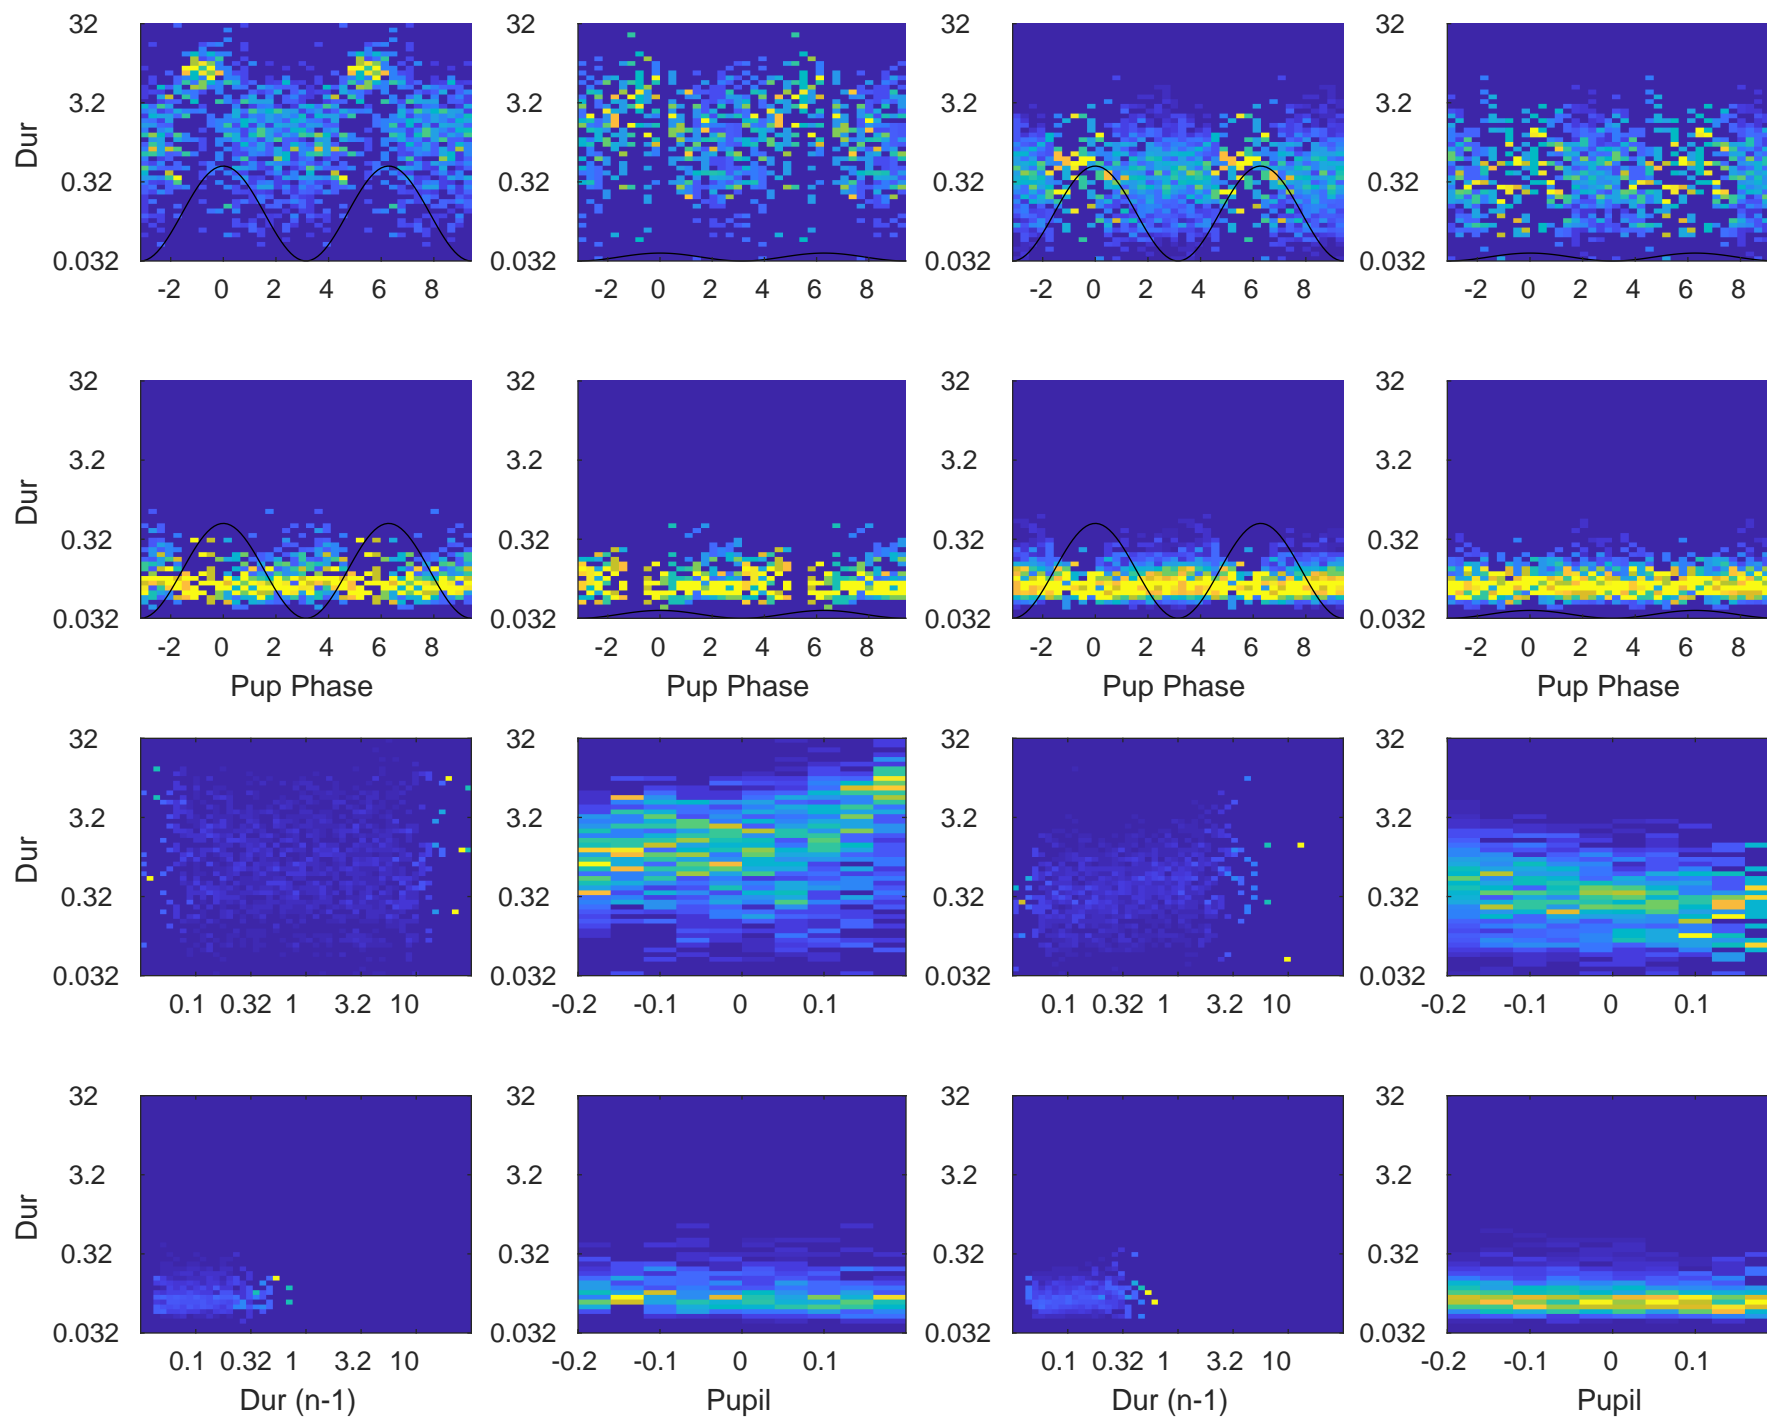 32 32 32 32
3.2 3.2 3.2 3.2
Dur
0.32 0.32 0.32 0.32
0.032 0.032 0.032 0.032
-2 0 2 4 6 8 -2 0 2 4 6 8 -2 0 2 4 6 8 -2 0 2 4 6 8
32 32 32 32
3.2 3.2 3.2 3.2
Dur
0.32 0.32 0.32 0.32
0.032 0.032 0.032 0.032
-2 0 2 4 6 8 -2 0 2 4 6 8 -2 0 2 4 6 8 -2 0 2 4 6 8
Pup Phase Pup Phase Pup Phase Pup Phase
32 32 32 32
3.2 3.2 3.2 3.2
Dur
0.32 0.32 0.32 0.32
0.032 0.032 0.032 0.032
0.1 0.32 1 3.2 10 -0.2 -0.1 0 0.1 0.1 0.32 1 3.2 10 -0.2 -0.1 0 0.1
32 32 32 32
3.2 3.2 3.2 3.2
Dur
0.32 0.32 0.32 0.32
0.032 0.032 0.032 0.032
0.1 0.32 1 3.2 10 -0.2 -0.1 0 0.1 0.1 0.32 1 3.2 10 -0.2 -0.1 0 0.1
Dur (n-1) Pupil Dur (n-1) Pupil